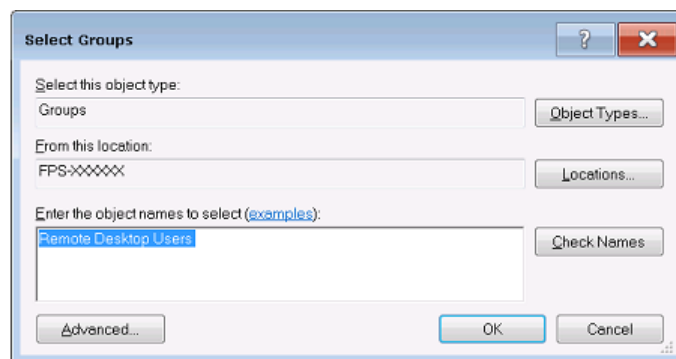 Select Groups
Select this object type:
Groups
Object Types...
From this location:
FPS-XXXXXX
Locations...
Enter the object names to select (examples):
Remote Desktop Users
Check Names
Advanced...
OK
Cancel